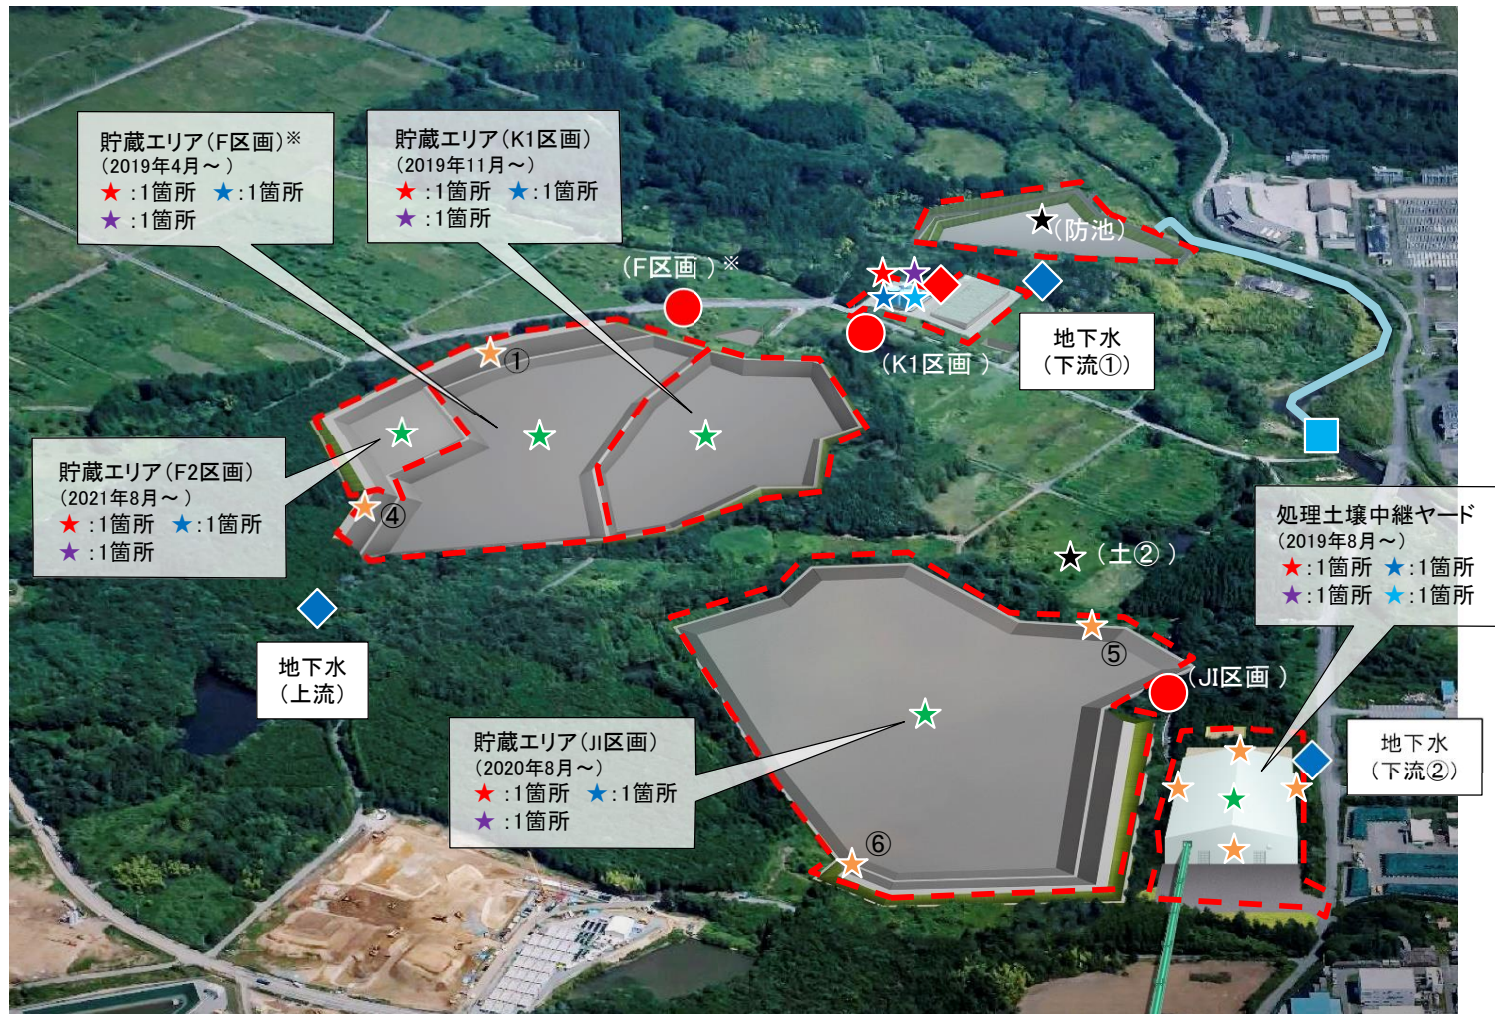 貯蔵エリア(F区画)※
(2019年4月～)
★:1箇所 ★:1箇所
★:1箇所
貯蔵エリア(K1区画)
(2019年11月～)
★:1箇所 ★:1箇所
★:1箇所
(F区画)※
(防池)
(K1区画)
地下水
(下流①)
①
貯蔵エリア(F2区画)
(2021年8月～)
★:1箇所 ★:1箇所
★:1箇所
④
処理土壌中継ヤード
(2019年8月～)
★:1箇所 ★:1箇所
★:1箇所 ★:1箇所
(土②)
⑤
地下水
(上流)
(JI区画)
貯蔵エリア(JI区画)
(2020年8月～)
★:1箇所 ★:1箇所
★:1箇所
地下水
(下流②)
⑥